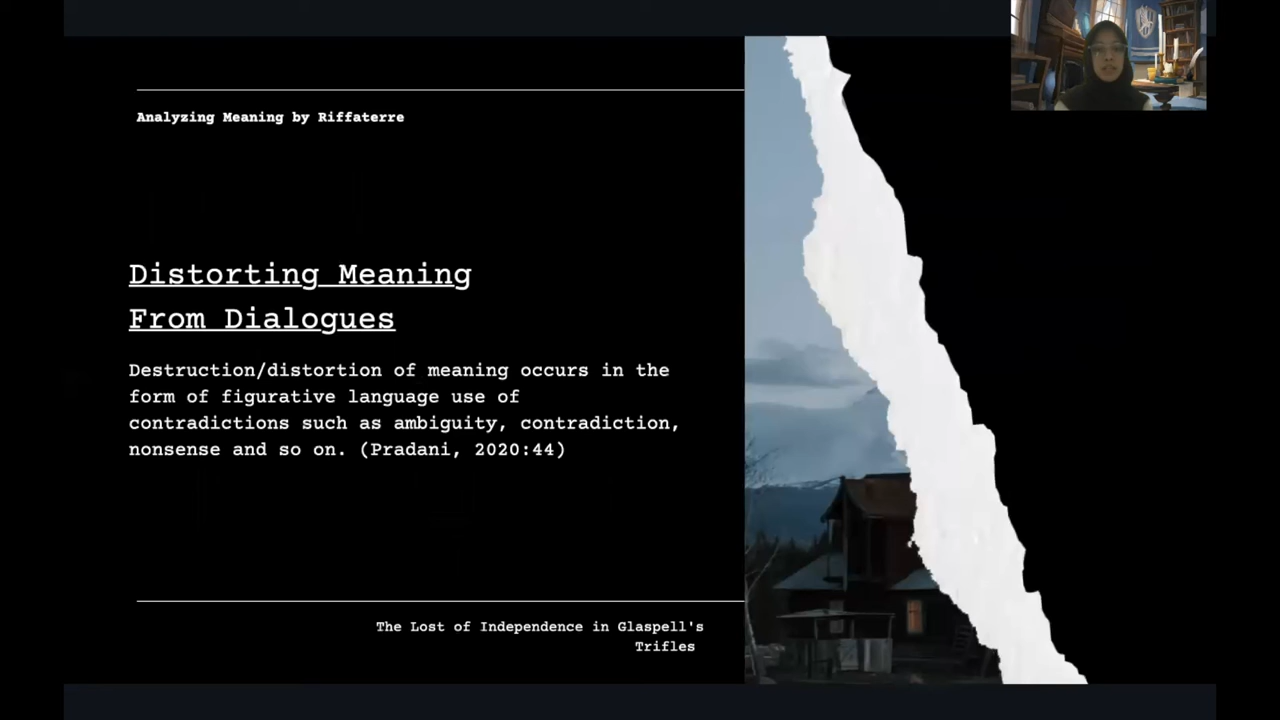 Analyzing Meaning by Riffaterre
Distorting Meaning
From Dialogues
Destruction/distortion of meaning occurs in the
form of figurative language use of
contradictions such as ambiguity, contradiction,
nonsense and so on. (Pradani, 2020:44)
The Lost of Independence in Glaspell's
Trifles